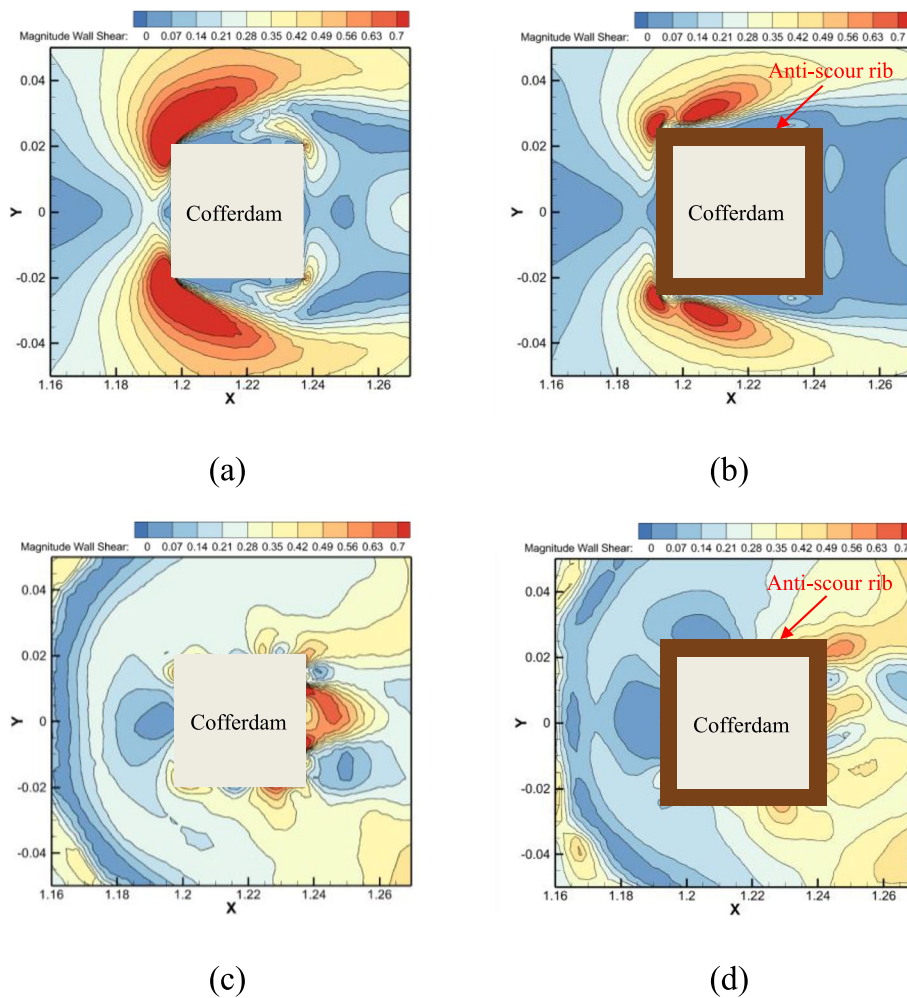 Magnitude Wall Shear: 0 0.07 0.14 0.21 0.28 0.35 0.42 0.49 0.56 0.63 0.7
0.04
0.02
0
-0.02
-0.04
Y
Cofferdam
1.16 1.18 1.2 1.22 1.24 1.26
X
(a)
Magnitude Wall Shear: 0 0.07 0.14 0.21 0.28 0.35 0.42 0.49 0.56 0.63 0.7
Anti-scour rib
0.04
0.02
0
-0.02
-0.04
Y
Cofferdam
1.16 1.18 1.2 1.22 1.24 1.26
X
(b)
Magnitude Wall Shear: 0 0.07 0.14 0.21 0.28 0.35 0.42 0.49 0.56 0.63 0.7
0.04
0.02
0
-0.02
-0.04
Y
Cofferdam
1.16 1.18 1.2 1.22 1.24 1.26
X
(c)
Magnitude Wall Shear: 0 0.07 0.14 0.21 0.28 0.35 0.42 0.49 0.56 0.63 0.7
Anti-scour rib
0.04
0.02
0
-0.02
-0.04
Y
Cofferdam
1.16 1.18 1.2 1.22 1.24 1.26
X
(d)